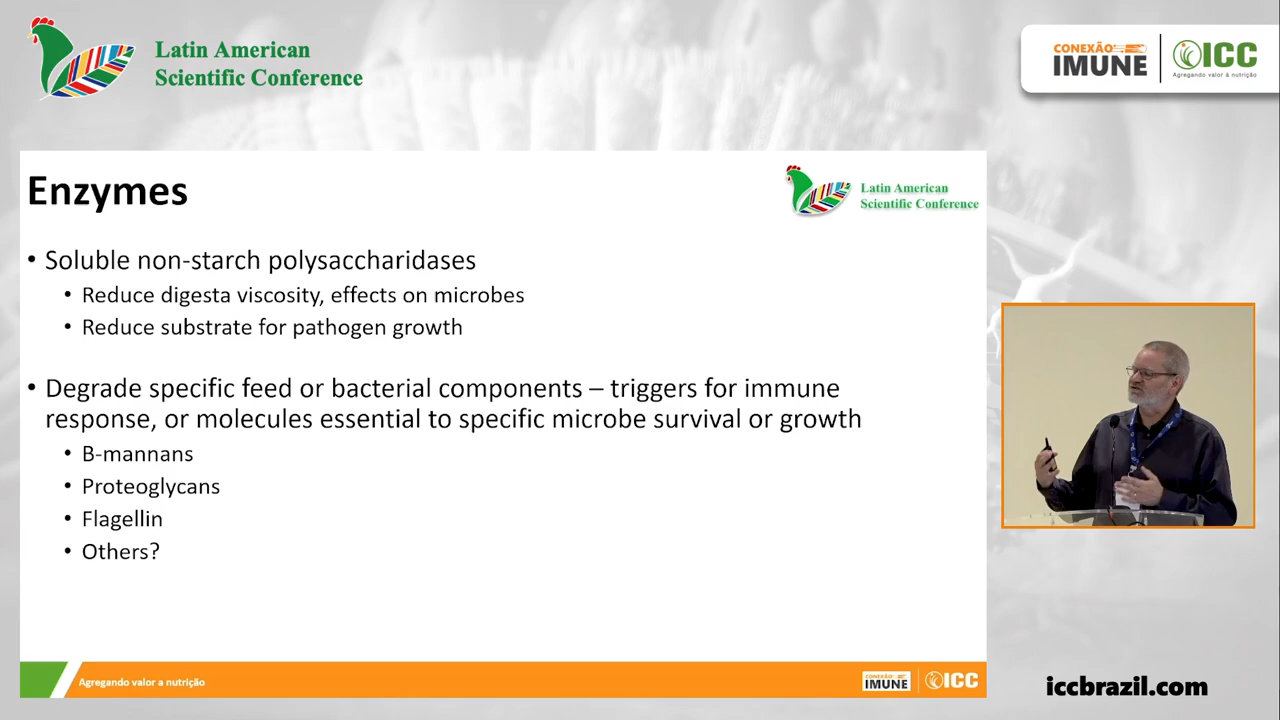 Latin American
Scientific Conference
CONEXÃO
IMUNE
ICC
Agregando valor à nutrição
Enzymes
Latin American
Scientific Conference
• Soluble non-starch polysaccharidases
• Reduce digesta viscosity, effects on microbes
• Reduce substrate for pathogen growth
• Degrade specific feed or bacterial components – triggers for immune
response, or molecules essential to specific microbe survival or growth
• B-mannans
• Proteoglycans
• Flagellin
• Others?
Agregando valor a nutrição
CONEXÃO
IMUNE
ICC
iccbrazil.com